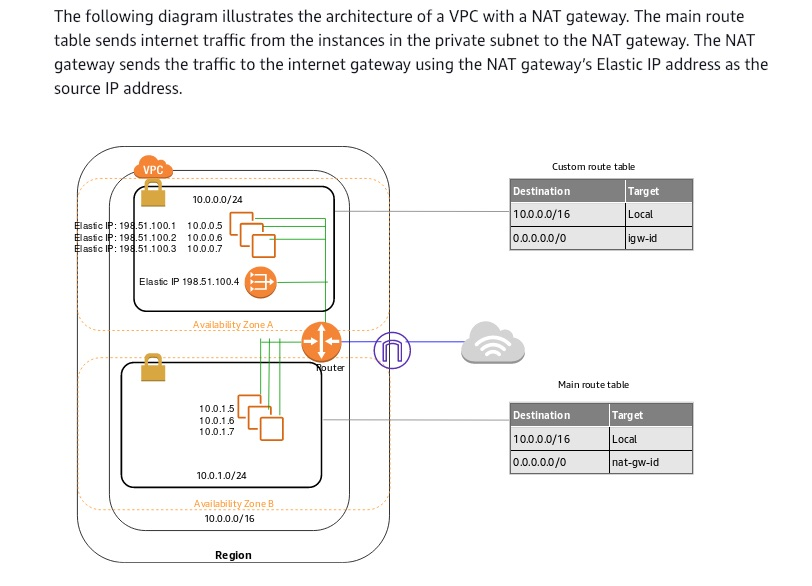 The following diagram illustrates the architecture of a VPC with a NAT gateway. The main route
table sends internet traffic from the instances in the private subnet to the NAT gateway. The NAT
gateway sends the traffic to the internet gateway using the NAT gateway's Elastic IP address as the
source IP address.
VPC
10.0.0.0/24
Elastic IP: 198.51.100.1 10.0.0.5
Elastic IP: 198.51.100.2 10.0.0.6
Elastic IP: 198.51.100.3 10.0.0.7
Elastic IP 198.51.100.4
Availability Zone A
Router
10.0.1.5
10.0.1.6
10.0.1.7
10.0.1.0/24
Availability Zone B
10.0.0.0/16
Region
Custom route table
Destination Target
10.0.0.0/16 Local
0.0.0.0.0/0 igw-id
Main route table
Destination Target
10.0.0.0/16 Local
0.0.0.0.0/0 nat-gw-id